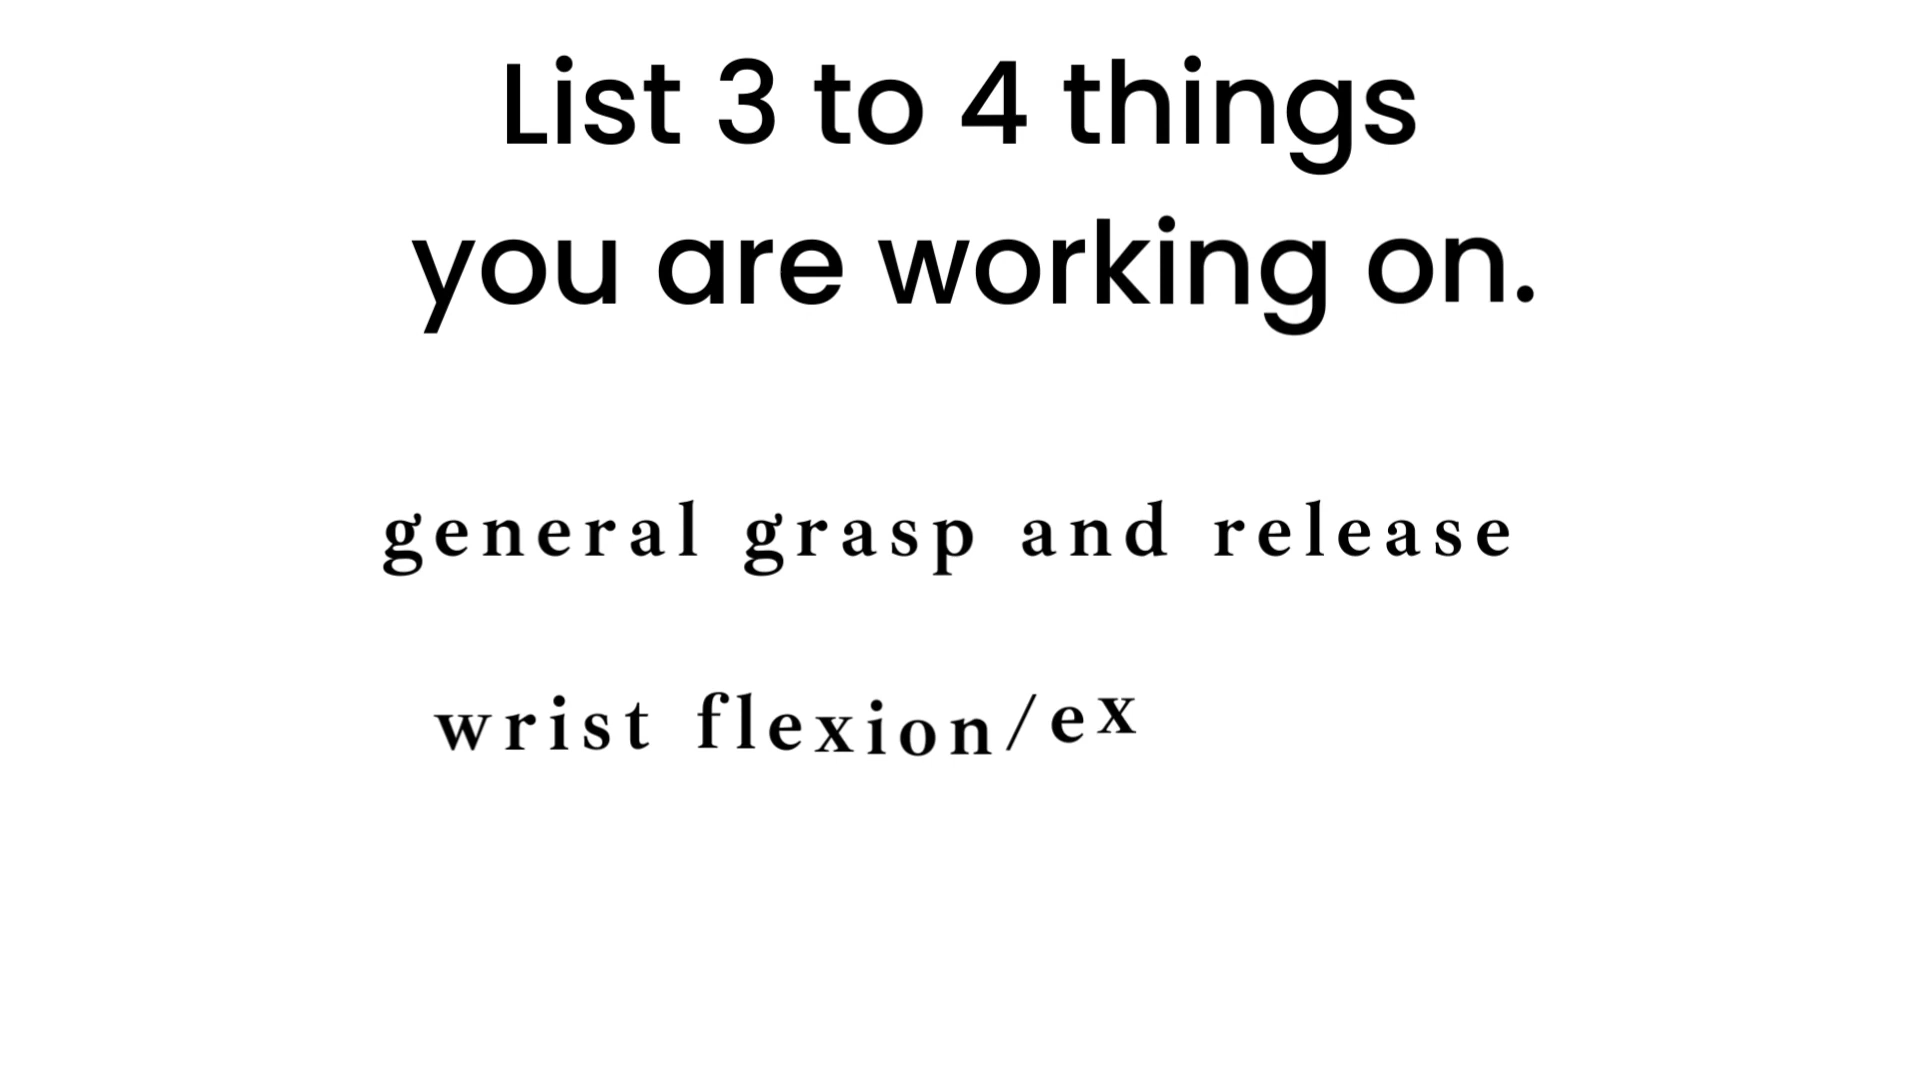 List 3 to 4 things
you are working on.
general grasp and release
wrist flexion/ex